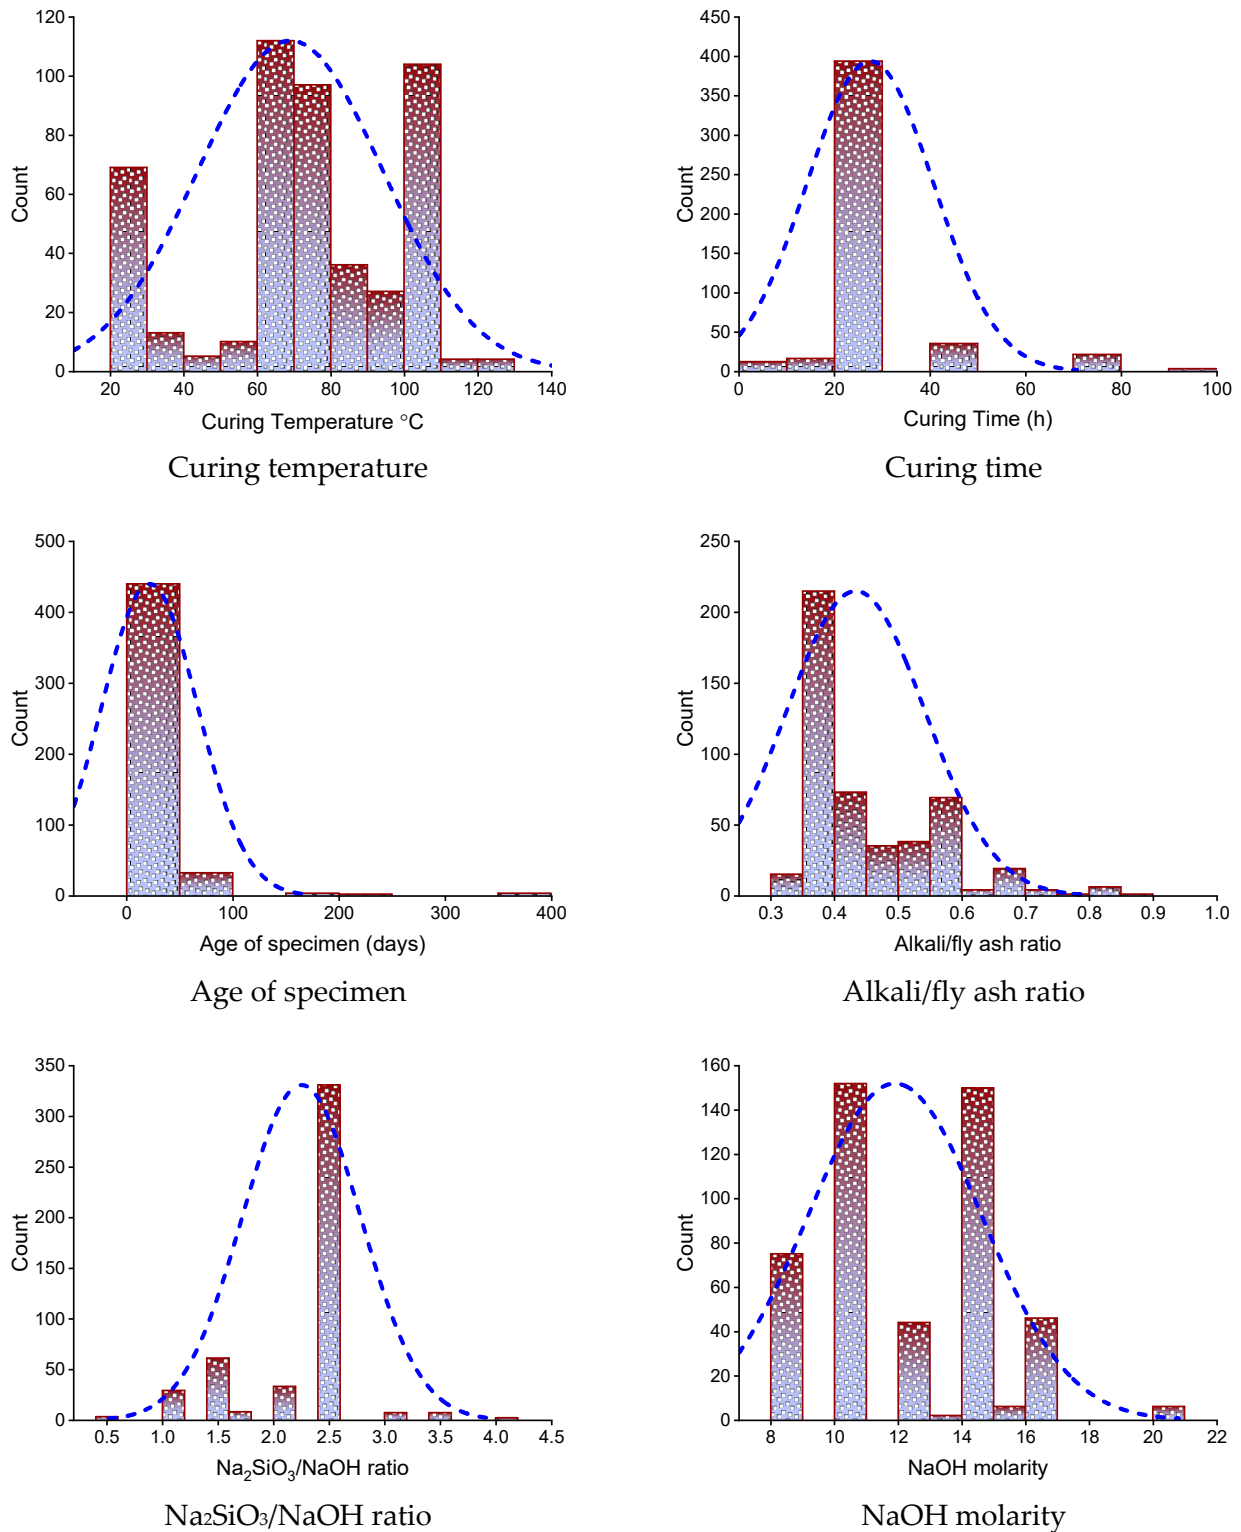 120
100
80
60
40
20
0
Count
20 40 60 80 100 120 140
Curing Temperature °C
Curing temperature
450
400
350
300
250
200
150
100
50
0
Count
0 20 40 60 80 100
Curing Time (h)
Curing time
500
400
300
200
100
0
Count
0 100 200 300 400
Age of specimen (days)
Age of specimen
250
200
150
100
50
0
Count
0.3 0.4 0.5 0.6 0.7 0.8 0.9 1.0
Alkali/fly ash ratio
Alkali/fly ash ratio
350
300
250
200
150
100
50
0
Count
0.5 1.0 1.5 2.0 2.5 3.0 3.5 4.0 4.5
Na₂SiO₃/NaOH ratio
Na₂SiO₃/NaOH ratio
160
140
120
100
80
60
40
20
0
Count
8 10 12 14 16 18 20 22
NaOH molarity
NaOH molarity